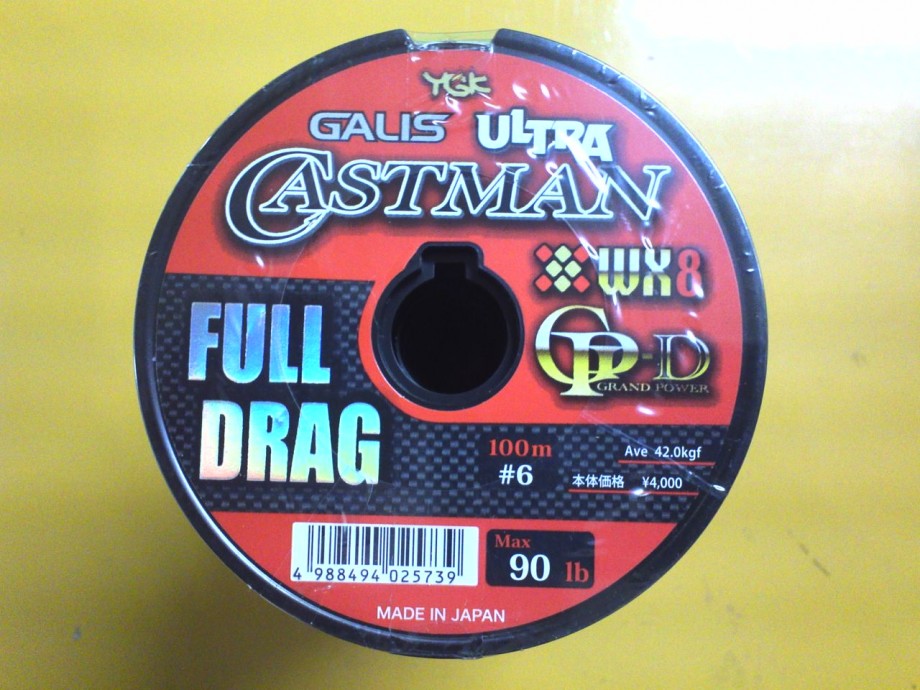 YGK
GALIS ULTRA
CASTMAN
WX8
GP-D
GRAND POWER
FULL
DRAG
100m
#6
Ave 42.0kgf
本体価格 ¥4,000
4 988494 025739
Max
90 lb
MADE IN JAPAN